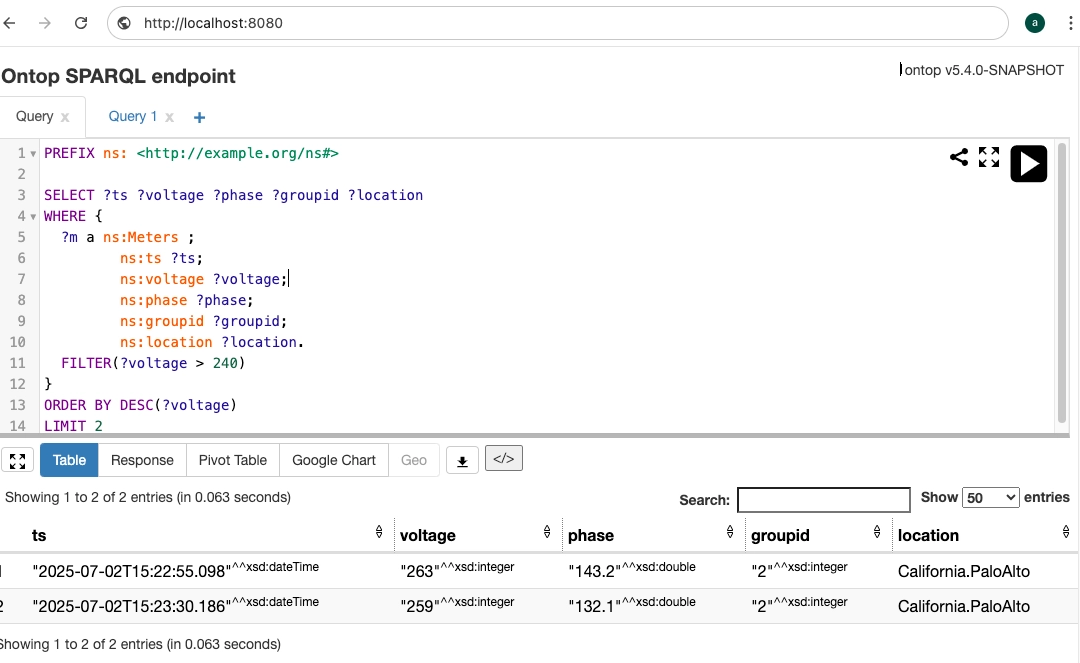 http://localhost:8080
a
Ontop SPARQL endpoint
ontop v5.4.0-SNAPSHOT
Query x Query 1 x +
1 PREFIX ns: <http://example.org/ns#>
2
3 SELECT ?ts ?voltage ?phase ?groupid ?location
4 WHERE {
5 ?m a ns:Meters ;
6 ns:ts ?ts;
7 ns:voltage ?voltage;
8 ns:phase ?phase;
9 ns:groupid ?groupid;
10 ns:location ?location.
11 FILTER(?voltage > 240)
12 }
13 ORDER BY DESC(?voltage)
14 LIMIT 2
Table Response Pivot Table Google Chart Geo </>
Showing 1 to 2 of 2 entries (in 0.063 seconds)
Search: Show 50 entries
ts voltage phase groupid location
1 "2025-07-02T15:22:55.098"^^xsd:dateTime "263"^^xsd:integer "143.2"^^xsd:double "2"^^xsd:integer California.PaloAlto
2 "2025-07-02T15:23:30.186"^^xsd:dateTime "259"^^xsd:integer "132.1"^^xsd:double "2"^^xsd:integer California.PaloAlto
Showing 1 to 2 of 2 entries (in 0.063 seconds)